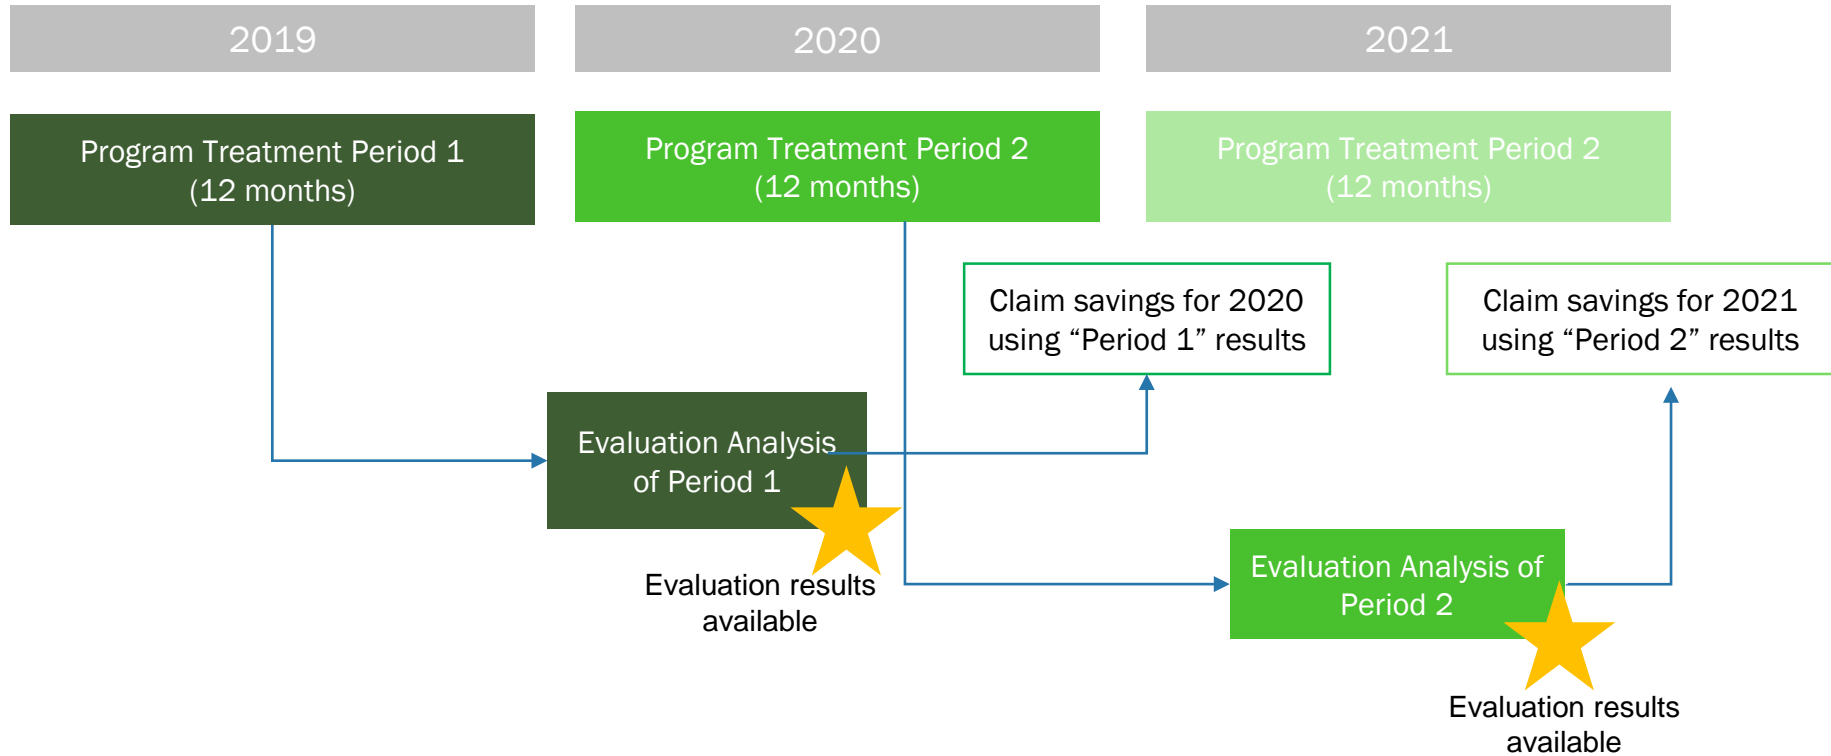 2019
2020
2021
Program Treatment Period 1
(12 months)
Program Treatment Period 2
(12 months)
Program Treatment Period 2
(12 months)
Claim savings for 2020
using “Period 1” results
Claim savings for 2021
using “Period 2” results
Evaluation Analysis
of Period 1
Evaluation results
available
Evaluation Analysis of
Period 2
Evaluation results
available